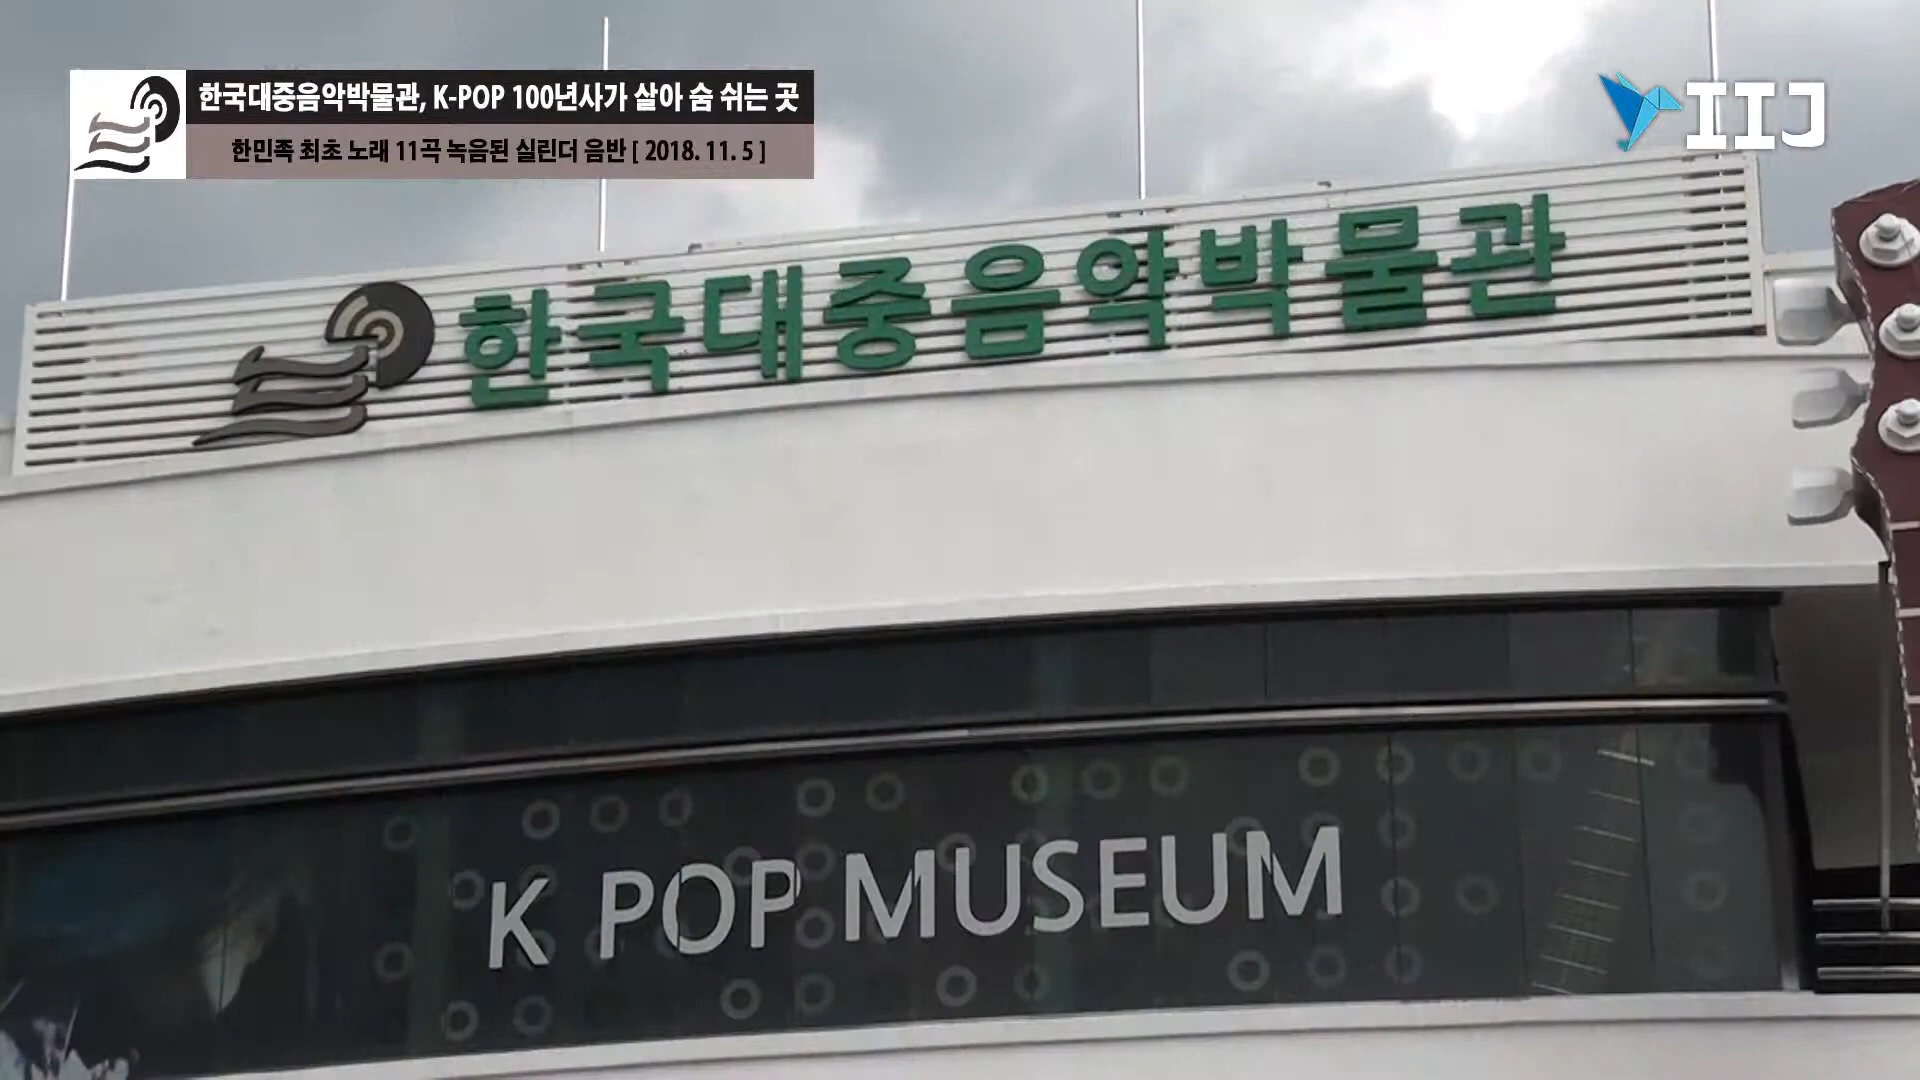 한국대중음악박물관, K-POP 100년사가 살아 숨 쉬는 곳
한민족 최초 노래 11곡 녹음된 실린더 음반 [ 2018. 11. 5 ]
IIJ
한국대중음악박물관
K POP MUSEUM